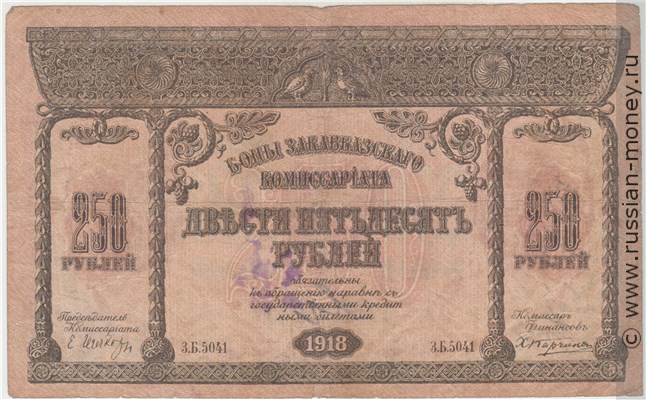 БОНЫ ЗАКАВКАЗСКАГО
КОМИССАРIАТА
250
РУБЛЕЙ
ДВѢСТИ ПЯТЬДЕСЯТЪ
РУБЛЕЙ
250
РУБЛЕЙ
обязательны
къ обращенію наравнѣ съ
государственными кредит
ными билетами
Предсѣдатель
Комиссаріата
Комиссаръ
Финансовъ
З.Б.5041
1918
З.Б.5041
© www.russian-money.ru